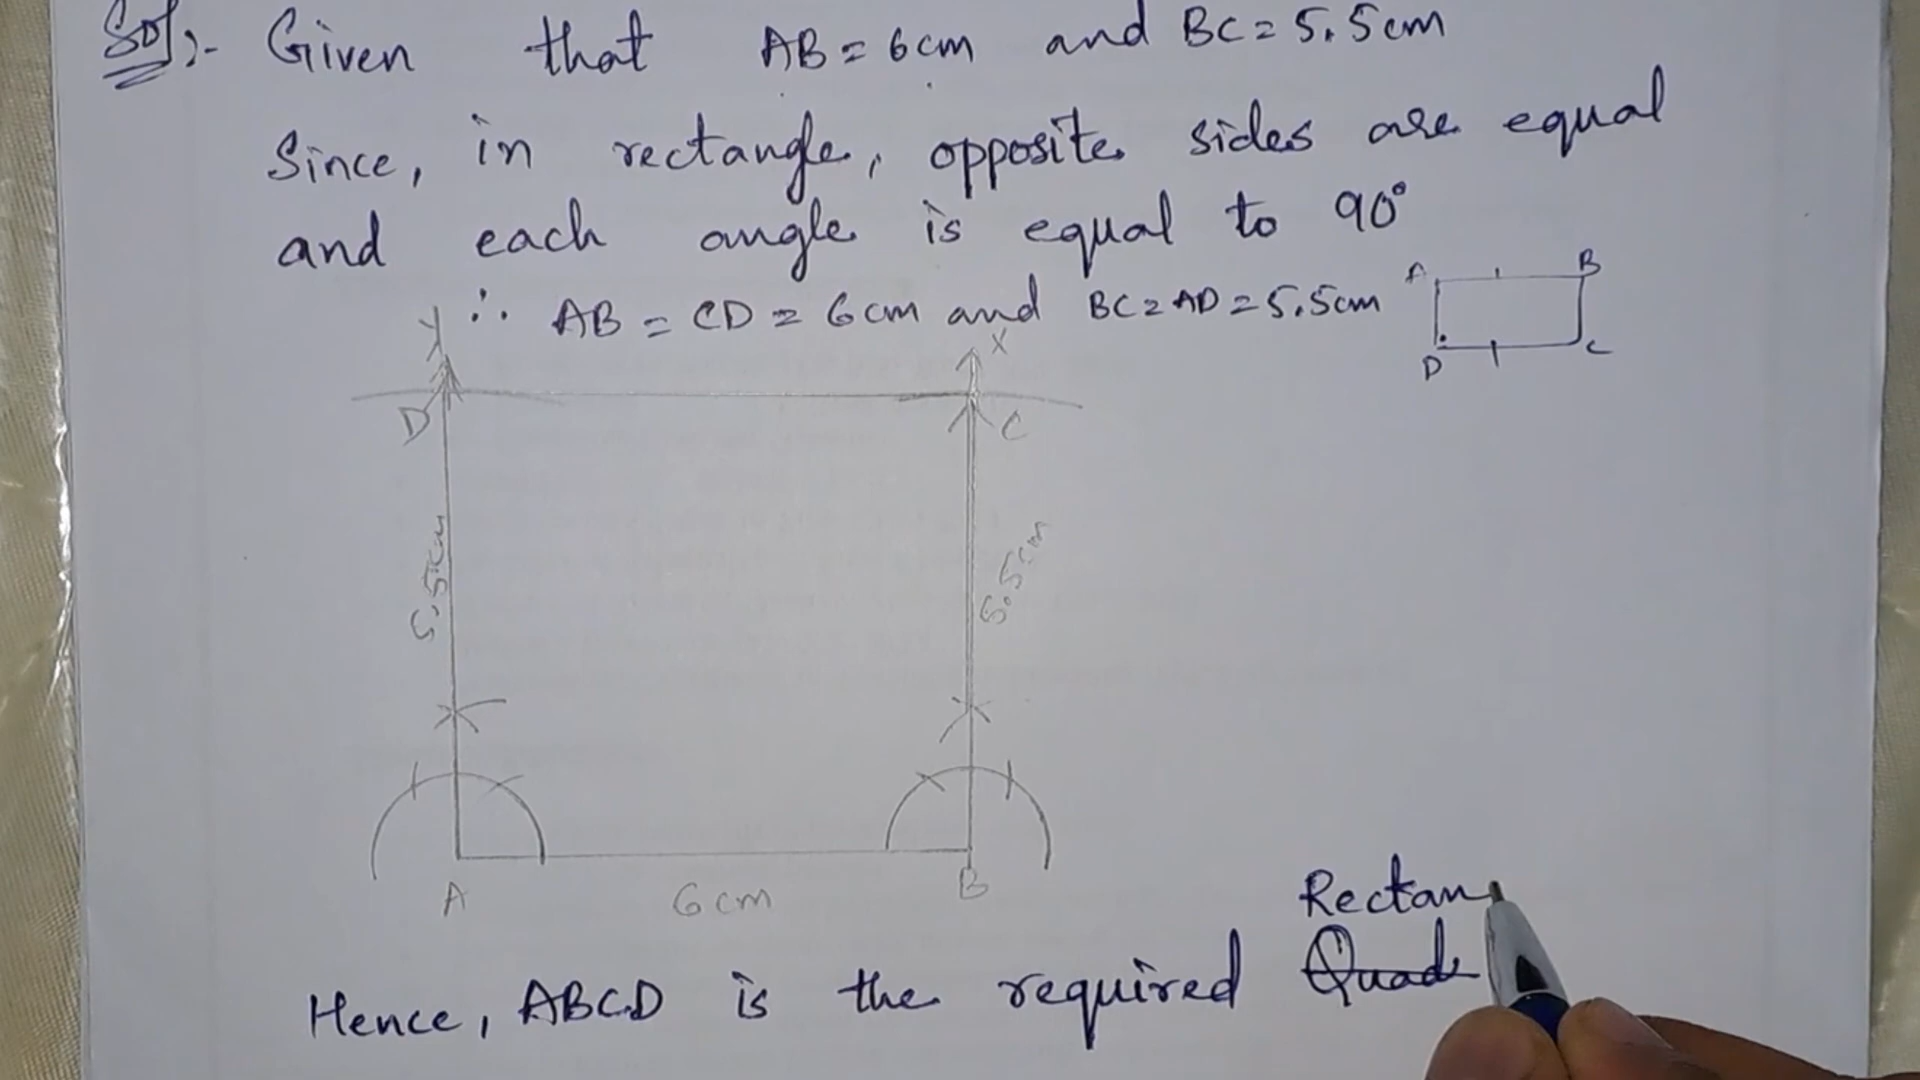 Sol:- Given that AB = 6cm and BC = 5.5cm
Since, in rectangle, opposite sides are equal
and each angle is equal to 90°
∴ AB = CD = 6cm and BC = AD = 5.5cm
A B
D C
Y X
D C
5.5cm 5.5cm
A 6cm B
Rectan
Hence, ABCD is the required Quad